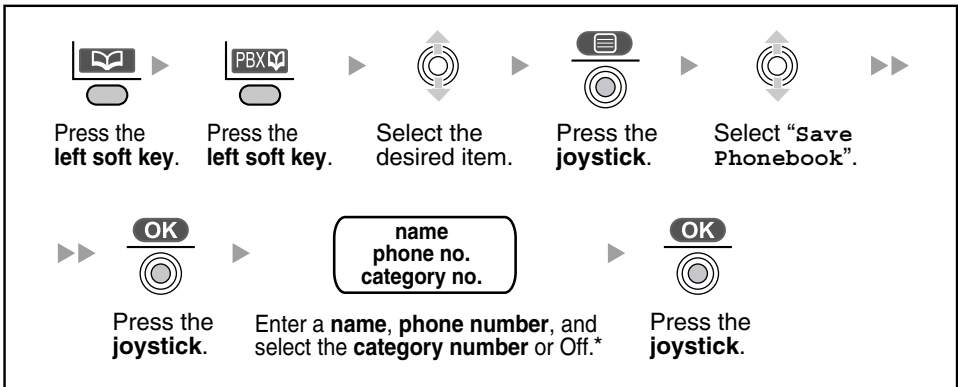 PBX
Press the
left soft key.
Press the
left soft key.
Select the
desired item.
Press the
joystick.
Select “Save
Phonebook”.
OK
Press the
joystick.
name
phone no.
category no.
Enter a name, phone number, and
select the category number or Off.*
OK
Press the
joystick.